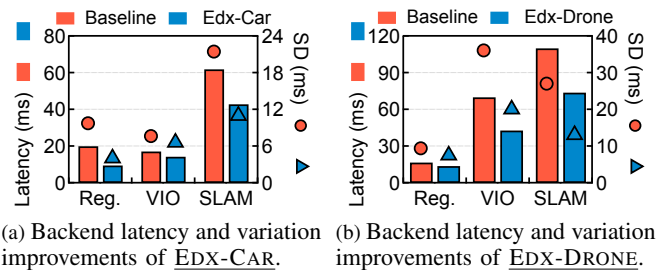 Baseline Edx-Car
80 24
60 18
40 12
20 6
0 0
Latency (ms)
SD (ms)
Reg. VIO SLAM
(a) Backend latency and variation
improvements of EDX-CAR.
Baseline Edx-Drone
120 40
90 30
60 20
30 10
0 0
Latency (ms)
SD (ms)
Reg. VIO SLAM
(b) Backend latency and variation
improvements of EDX-DRONE.